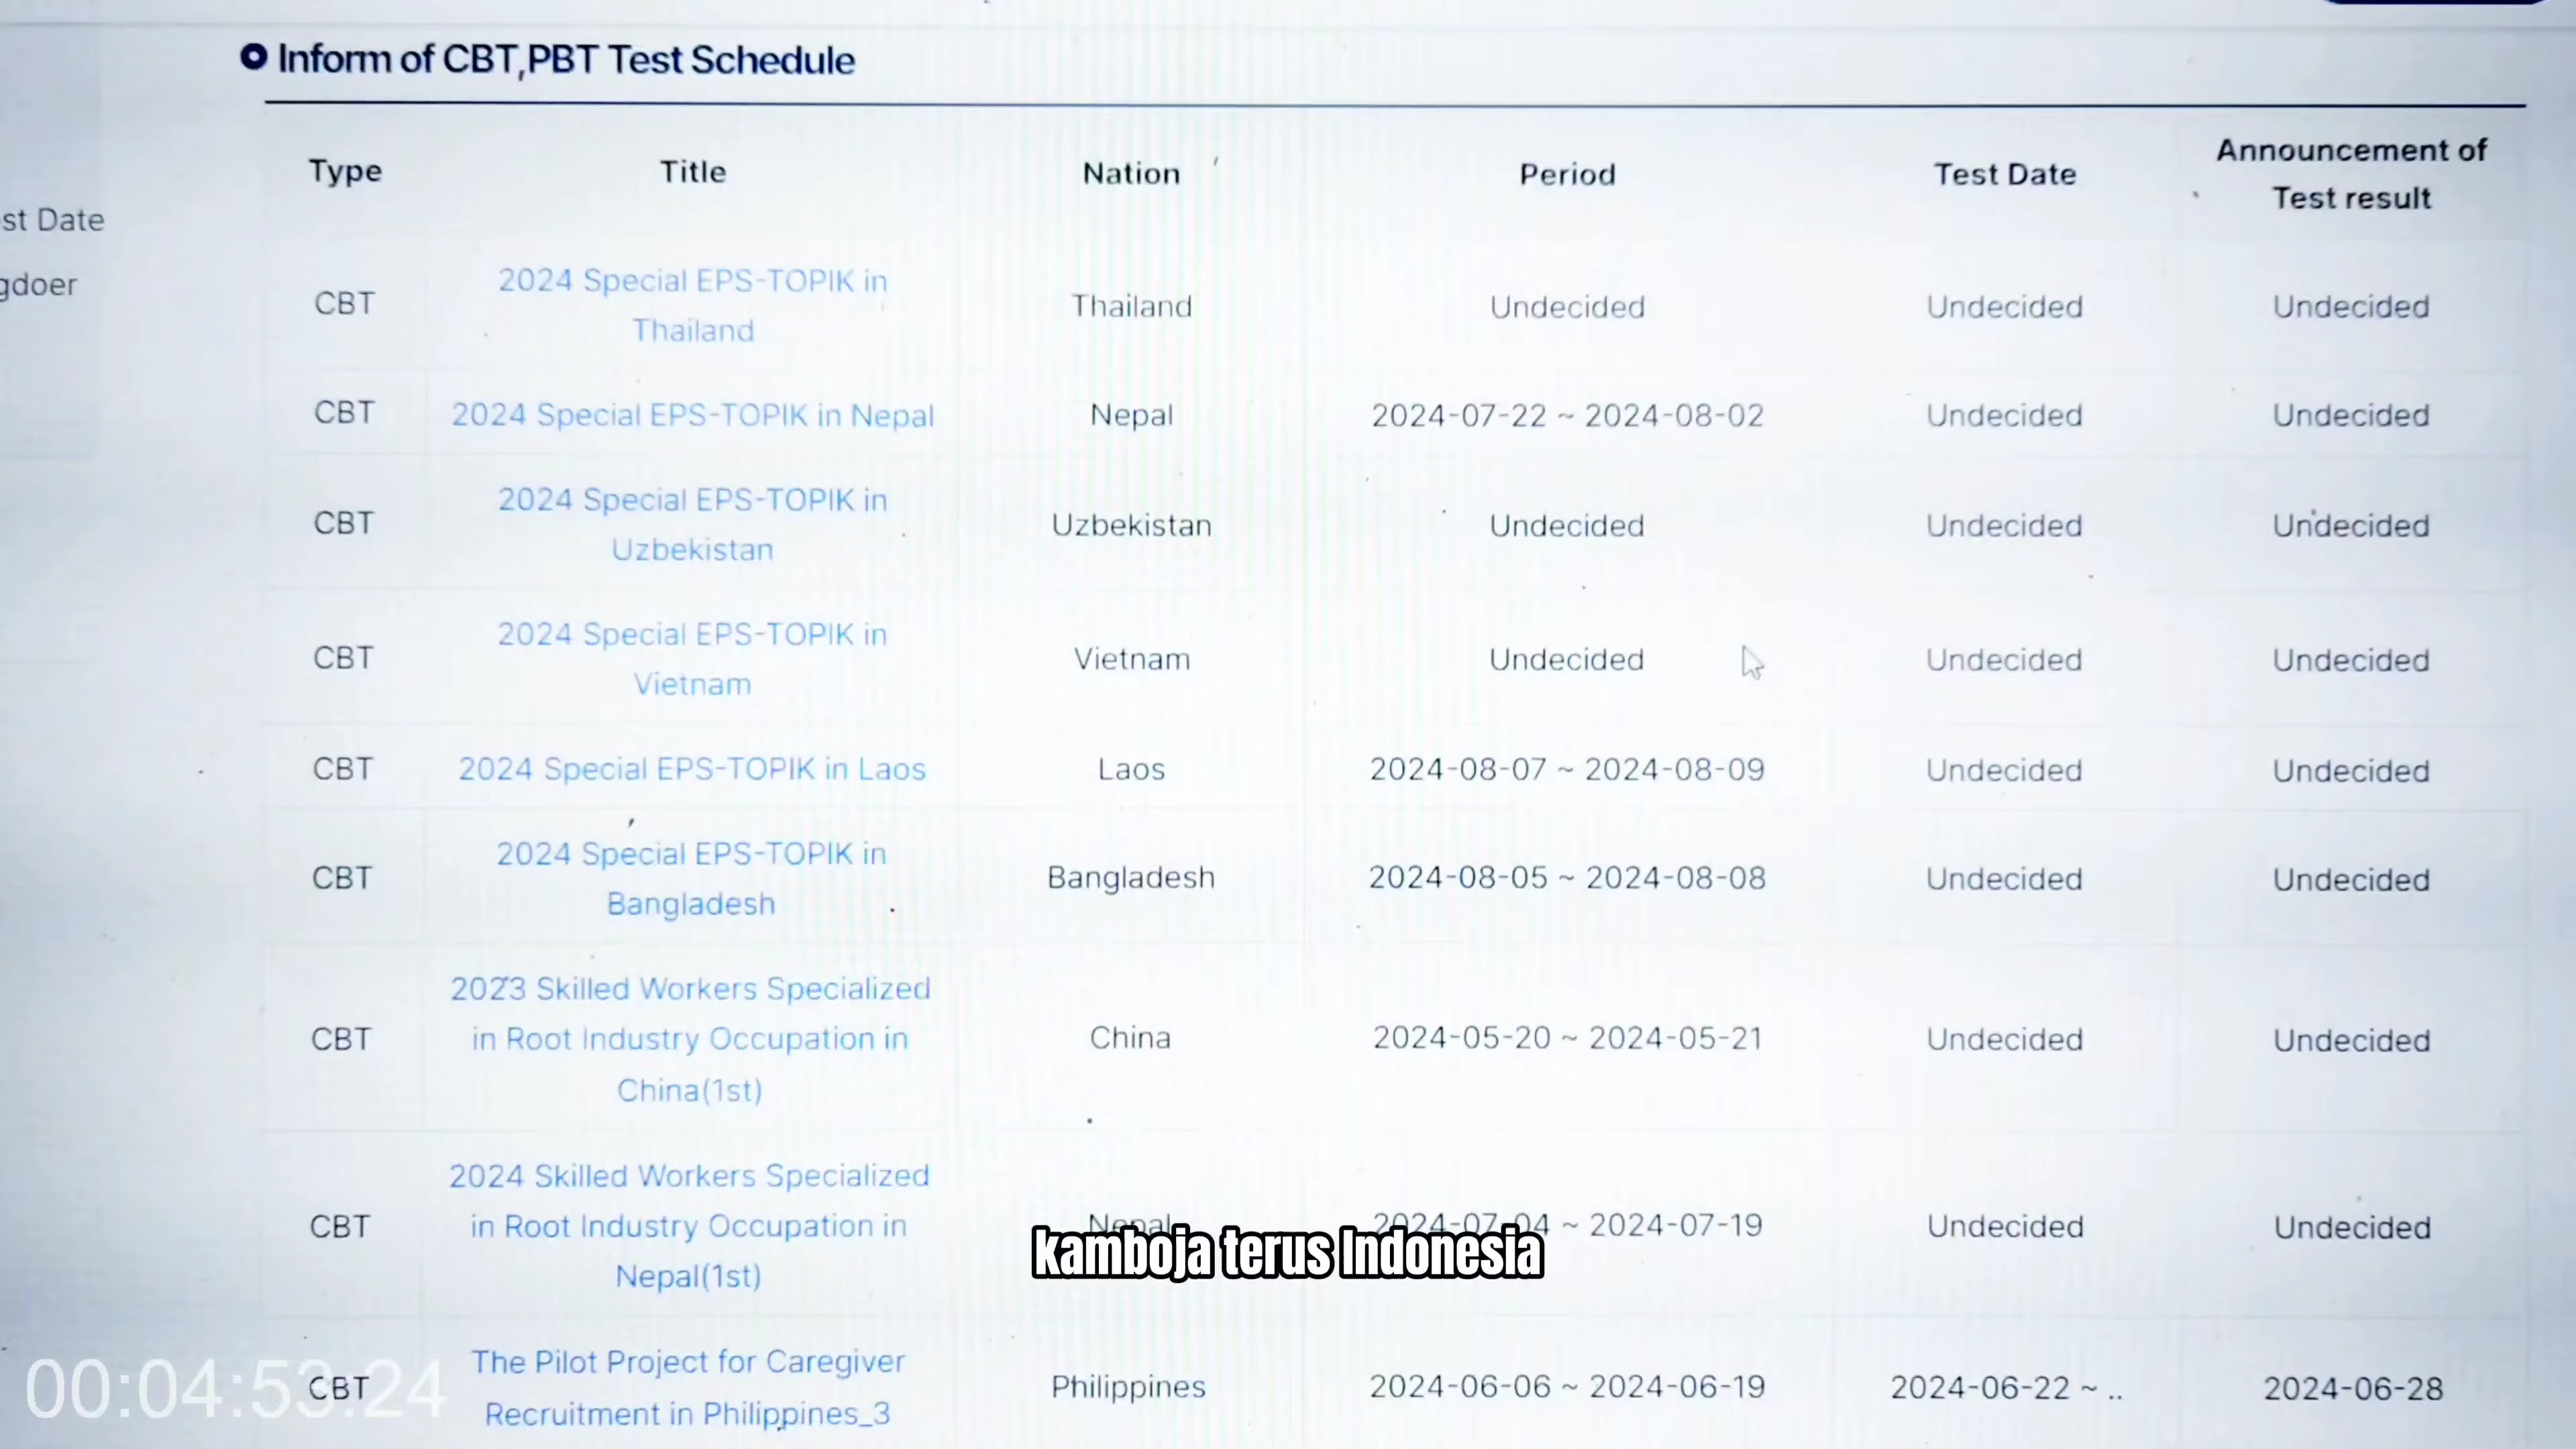 Inform of CBT,PBT Test Schedule
st Date
gdoer
Type Title Nation Period Test Date Announcement of
Test result
CBT 2024 Special EPS-TOPIK in
Thailand Thailand Undecided Undecided Undecided
CBT 2024 Special EPS-TOPIK in Nepal Nepal 2024-07-22 ~ 2024-08-02 Undecided Undecided
CBT 2024 Special EPS-TOPIK in
Uzbekistan Uzbekistan Undecided Undecided Undecided
CBT 2024 Special EPS-TOPIK in
Vietnam Vietnam Undecided Undecided Undecided
CBT 2024 Special EPS-TOPIK in Laos Laos 2024-08-07 ~ 2024-08-09 Undecided Undecided
CBT 2024 Special EPS-TOPIK in
Bangladesh Bangladesh 2024-08-05 ~ 2024-08-08 Undecided Undecided
CBT 2023 Skilled Workers Specialized
in Root Industry Occupation in
China(1st) China 2024-05-20 ~ 2024-05-21 Undecided Undecided
CBT 2024 Skilled Workers Specialized
in Root Industry Occupation in
Nepal(1st) Nepal 2024-07-04 ~ 2024-07-19 Undecided Undecided
kamboja terus Indonesia
CBT The Pilot Project for Caregiver
Recruitment in Philippines_3 Philippines 2024-06-06 ~ 2024-06-19 2024-06-22 ~ .. 2024-06-28
00:04:53:24